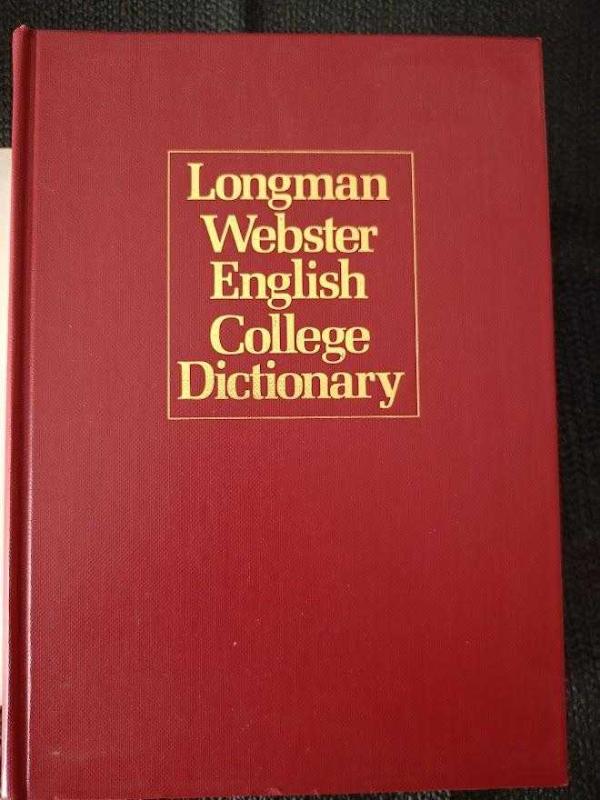 Longman
Webster
English
College
Dictionary